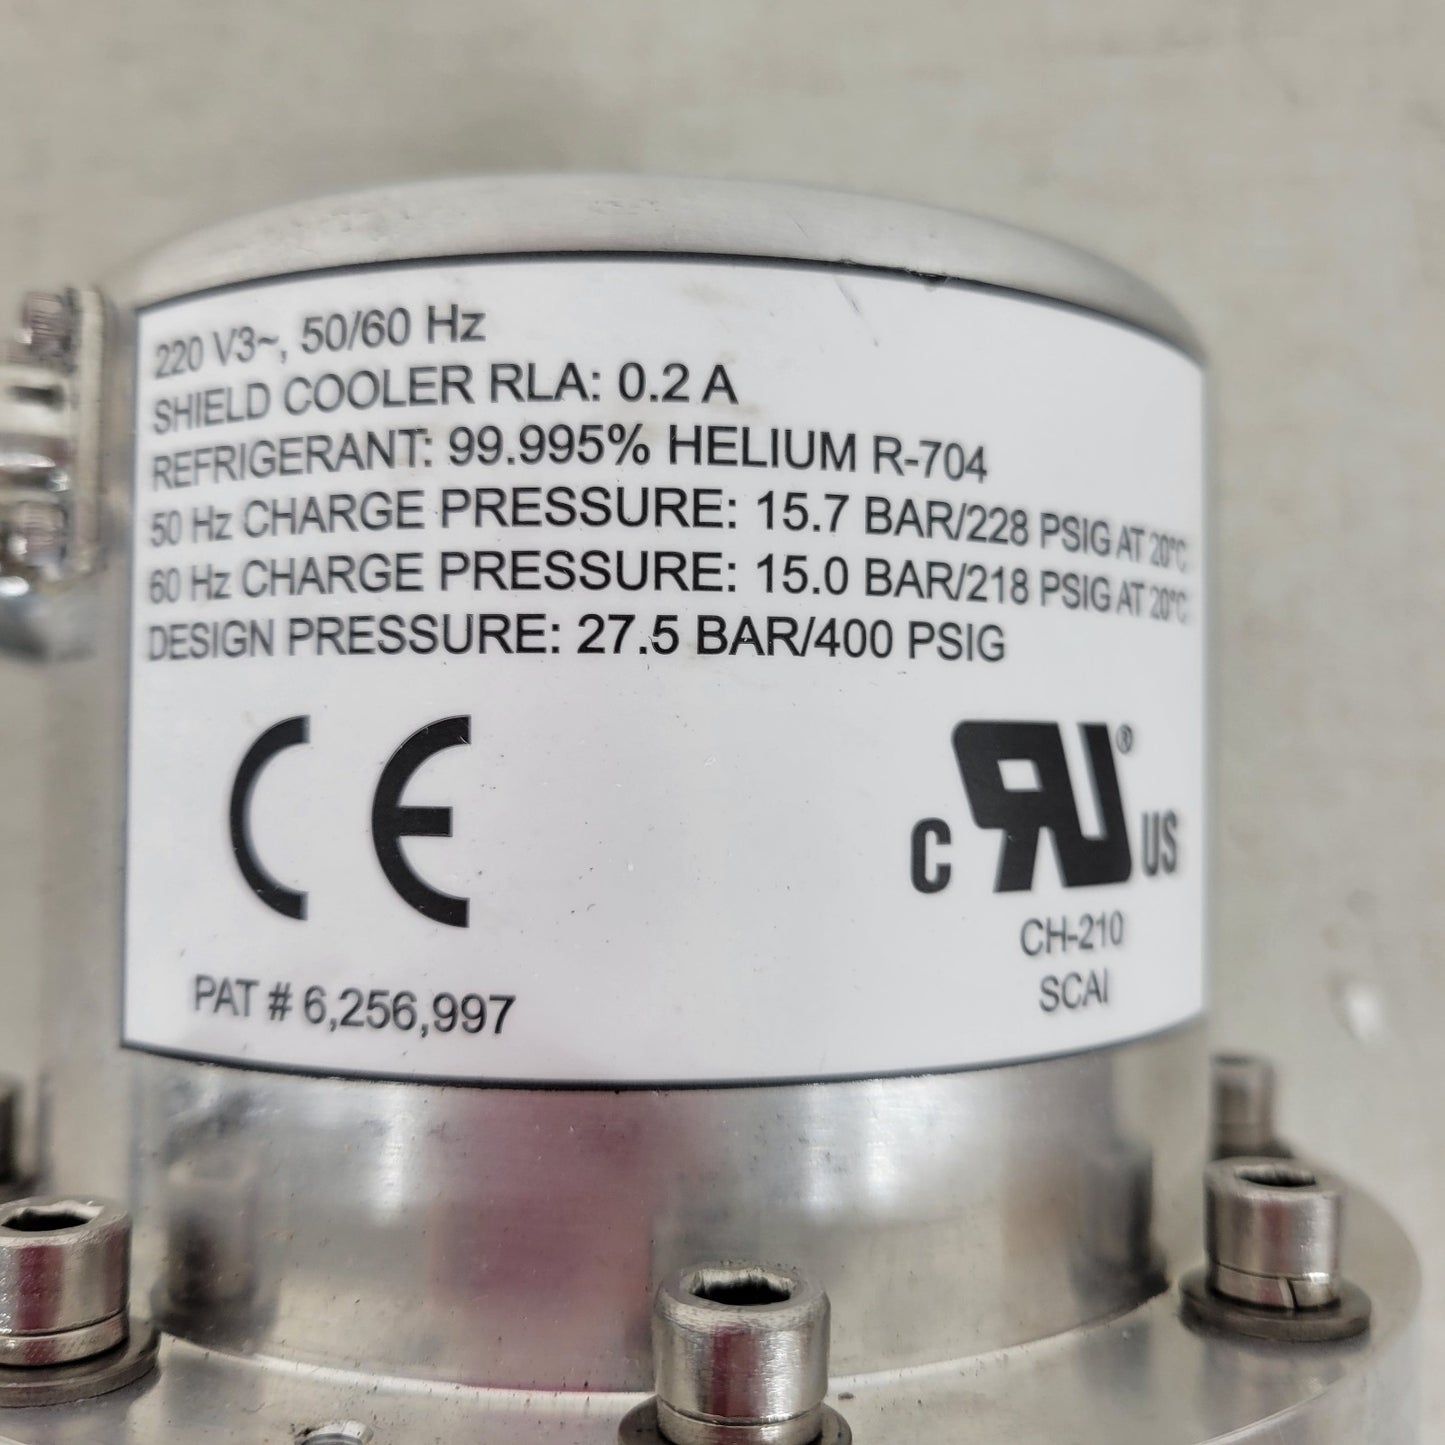 220 V3~, 50/60 Hz
SHIELD COOLER RLA: 0.2 A
REFRIGERANT: 99.995% HELIUM R-704
50 Hz CHARGE PRESSURE: 15.7 BAR/228 PSIG AT 20°C
60 Hz CHARGE PRESSURE: 15.0 BAR/218 PSIG AT 20°C
DESIGN PRESSURE: 27.5 BAR/400 PSIG
CE
c RU® US
CH-210
SCAI
PAT # 6,256,997